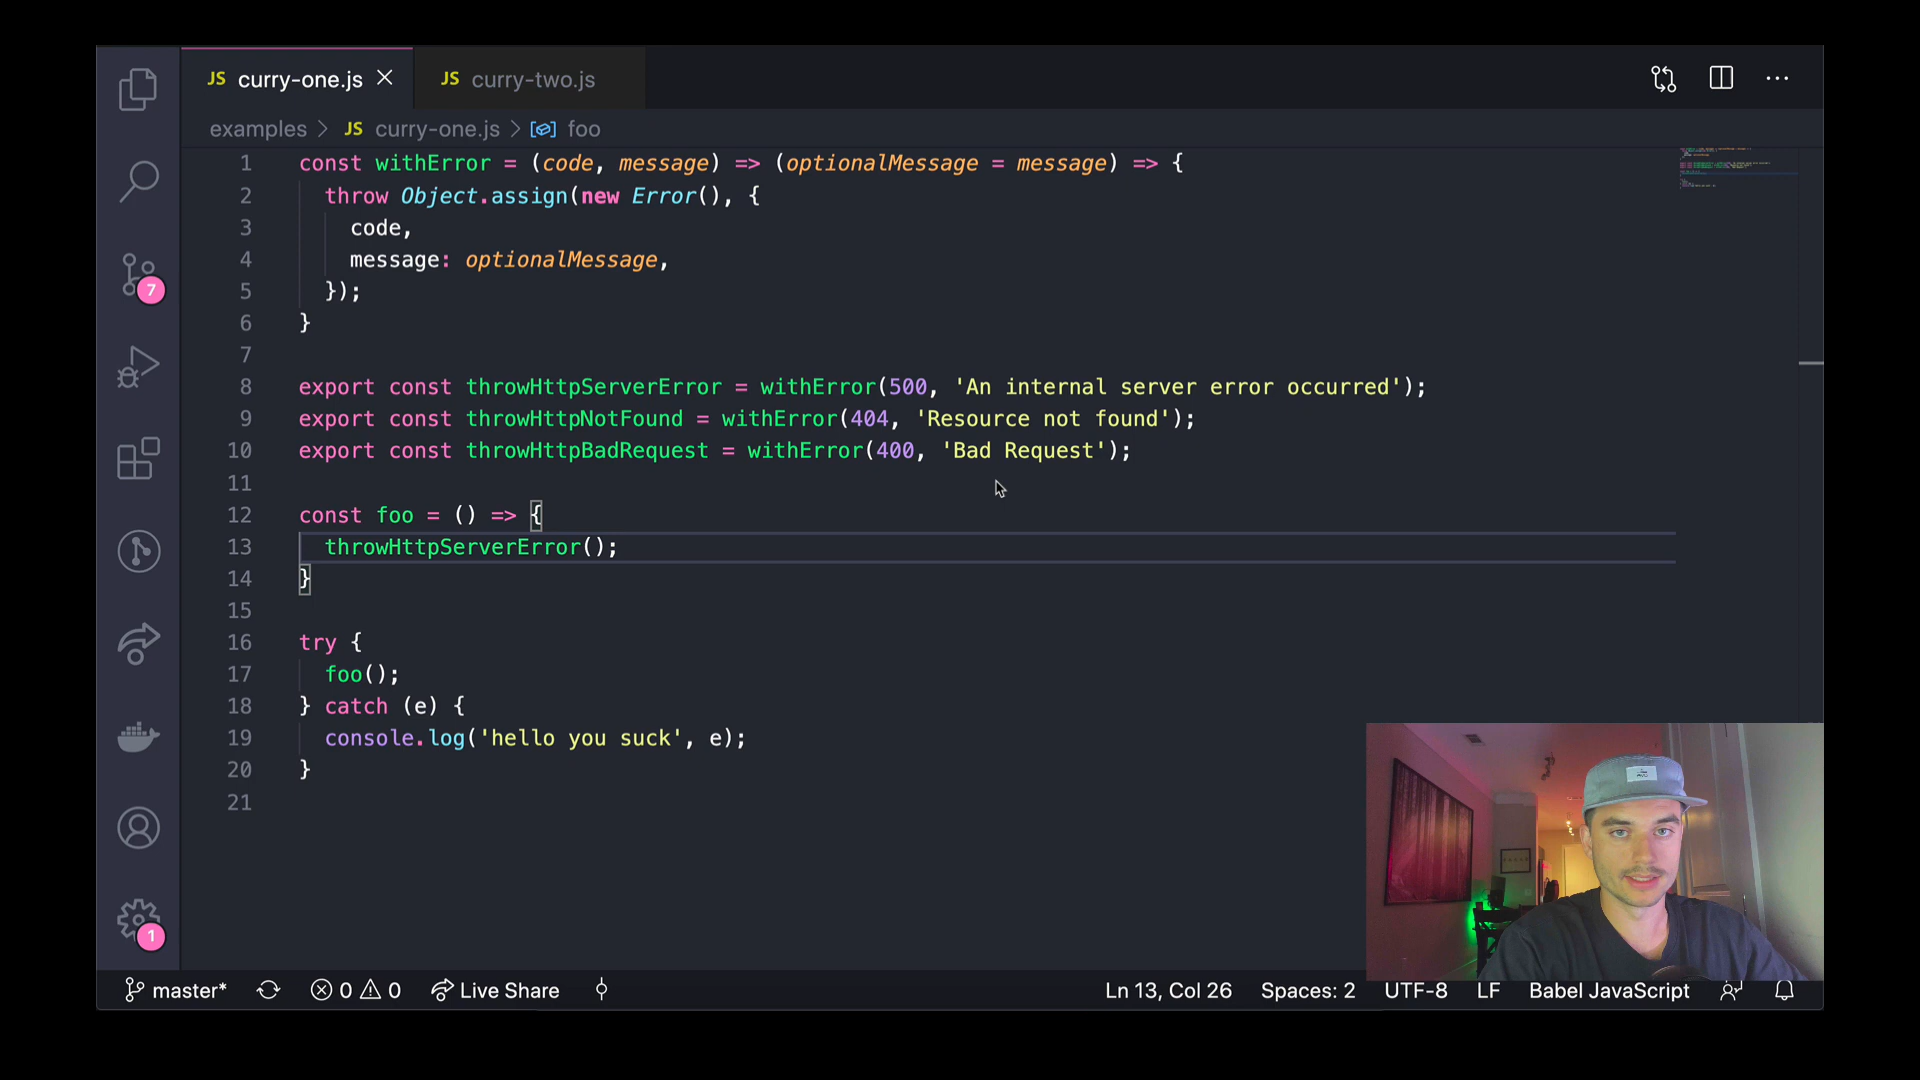 JS curry-one.js JS curry-two.js
examples > JS curry-one.js > foo
1 const withError = (code, message) => (optionalMessage = message) => {
2 throw Object.assign(new Error(), {
3 code,
4 message: optionalMessage,
5 });
6 }
7
8 export const throwHttpServerError = withError(500, 'An internal server error occurred');
9 export const throwHttpNotFound = withError(404, 'Resource not found');
10 export const throwHttpBadRequest = withError(400, 'Bad Request');
11
12 const foo = () => {
13 throwHttpServerError();
14 }
15
16 try {
17 foo();
18 } catch (e) {
19 console.log('hello you suck', e);
20 }
21
7
1
master* 0 0 Live Share Ln 13, Col 26 Spaces: 2 UTF-8 LF Babel JavaScript